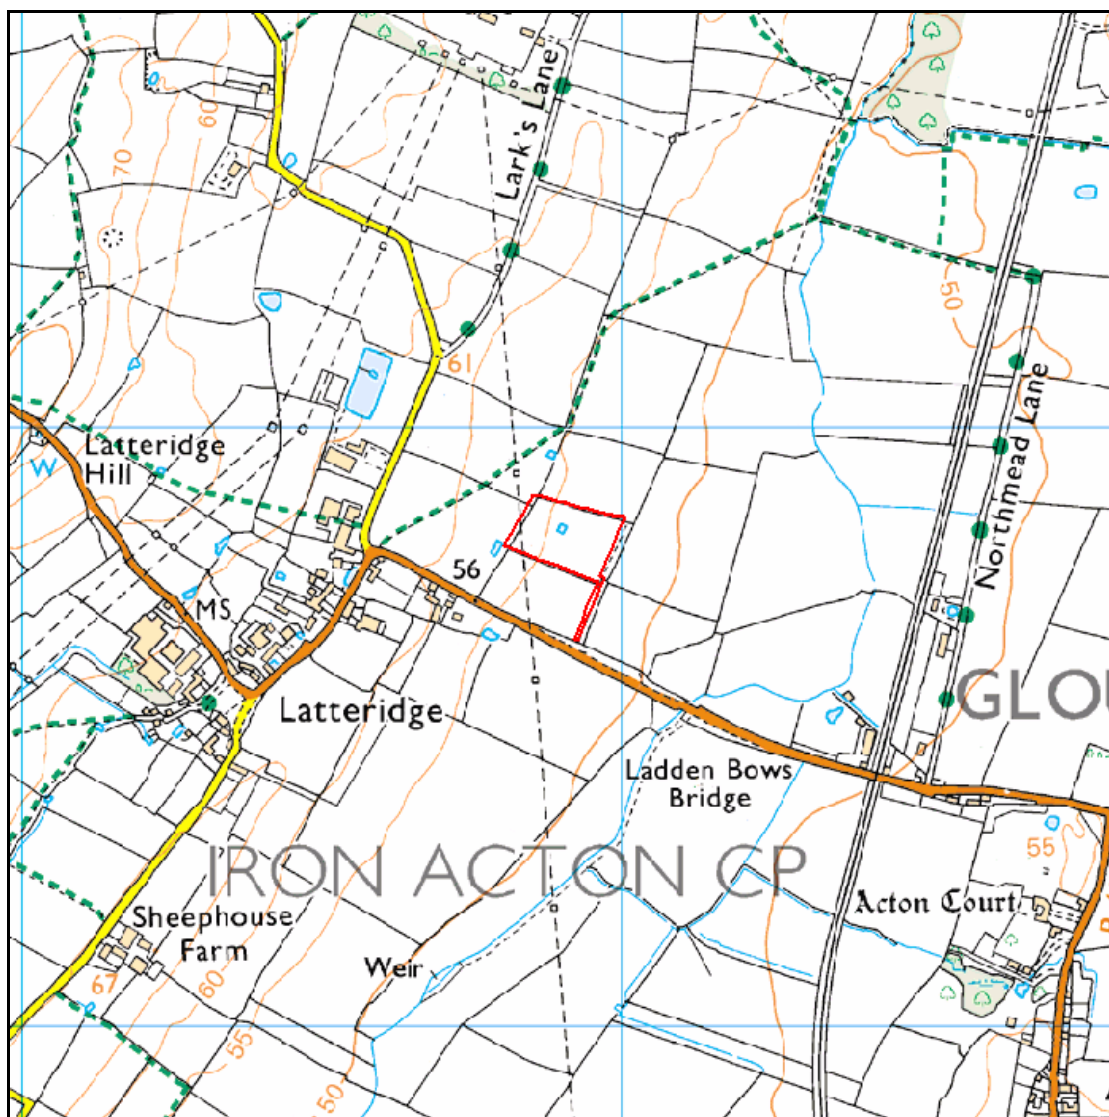 Lark's Lane
60
70
50
61
Northmead Lane
Latteridge
Hill
W
56
MS
GLOU
Latteridge
Ladden Bows
Bridge
IRON ACTON CP
55
Acton Court
Sheephouse
Farm
Weir
67
60
55
50